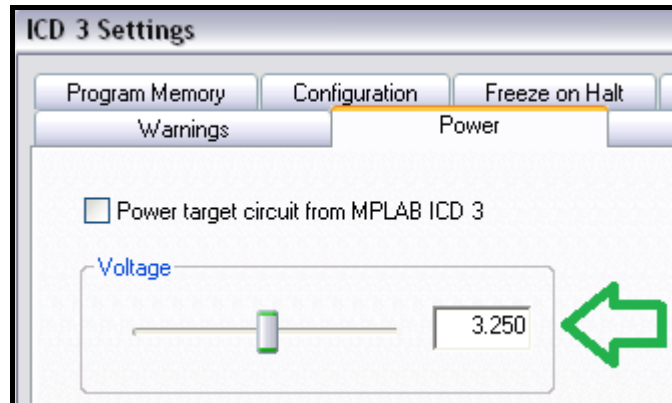 ICD 3 Settings
Program Memory Configuration Freeze on Halt
Warnings Power
Power target circuit from MPLAB ICD 3
Voltage
3.250